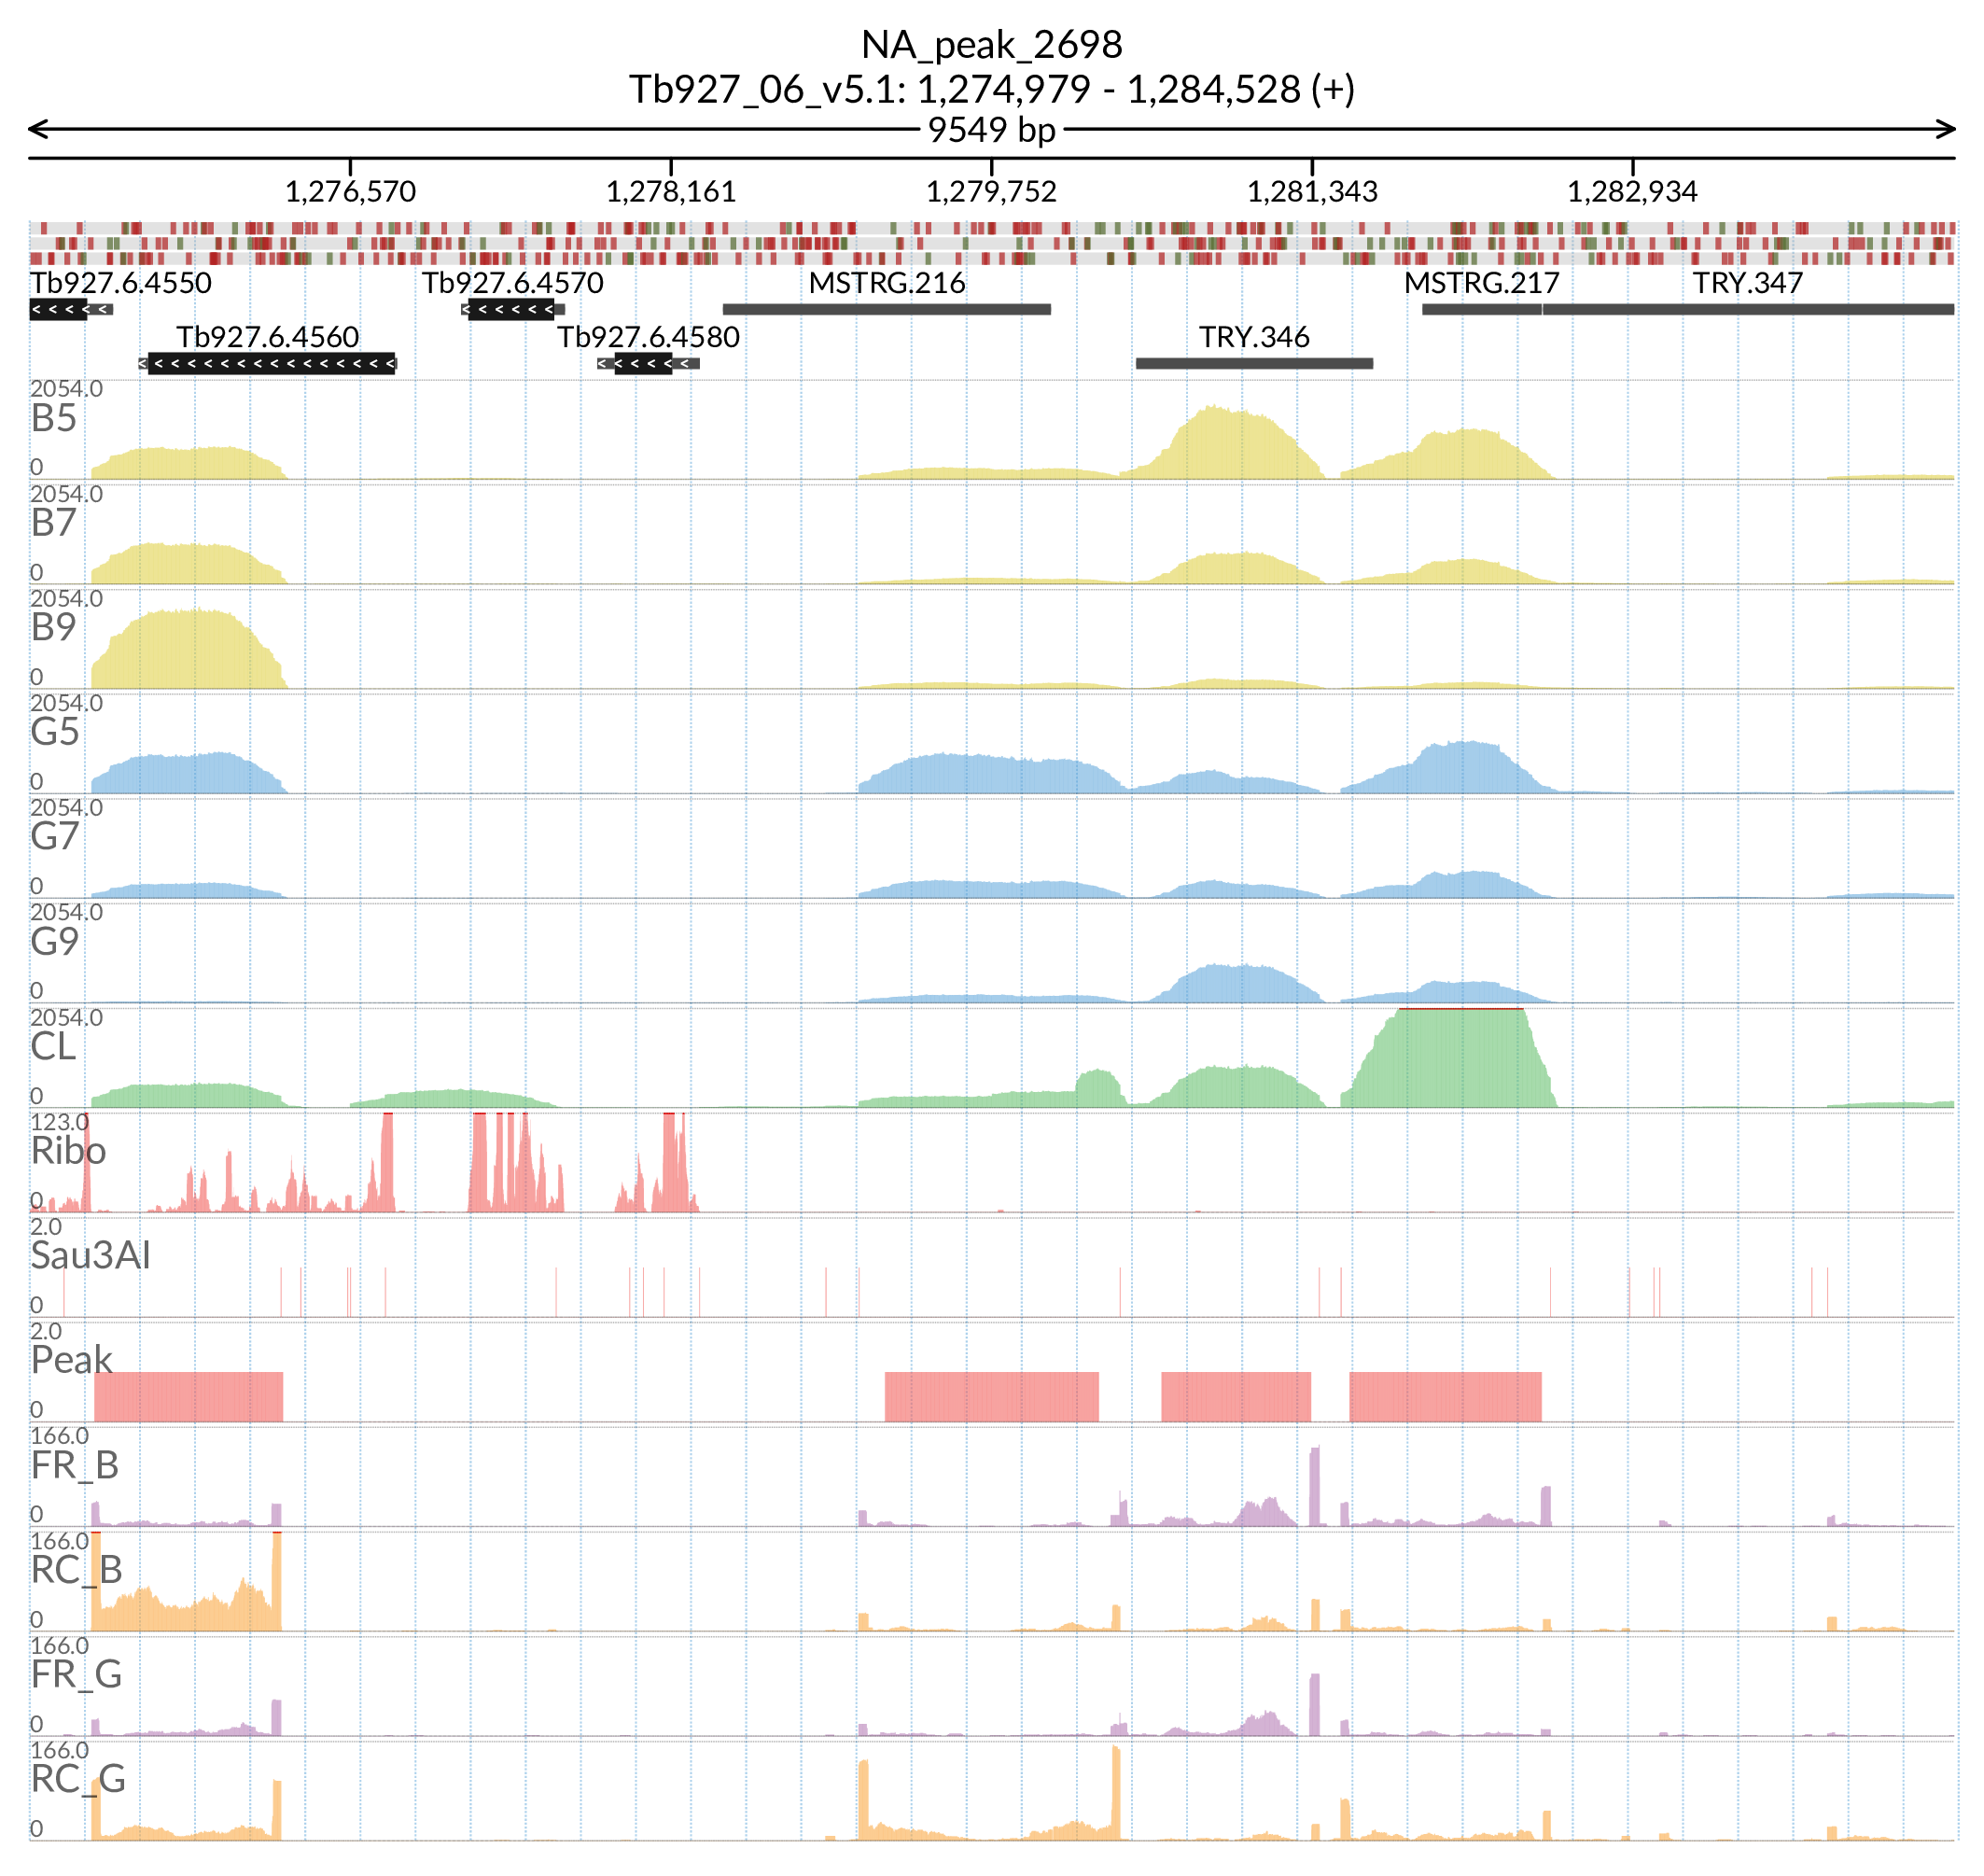 NA_peak_2698
Tb927_06_v5.1: 1,274,979 - 1,284,528 (+)
9549 bp
1,276,570 1,278,161 1,279,752 1,281,343 1,282,934
Tb927.6.4550 Tb927.6.4570 MSTRG.216 MSTRG.217 TRY.347
Tb927.6.4560 Tb927.6.4580 TRY.346
2054.0
B5
0
2054.0
B7
0
2054.0
B9
0
2054.0
G5
0
2054.0
G7
0
2054.0
G9
0
2054.0
CL
0
123.0
Ribo
0
2.0
Sau3AI
0
2.0
Peak
0
166.0
FR_B
0
166.0
RC_B
0
166.0
FR_G
0
166.0
RC_G
0